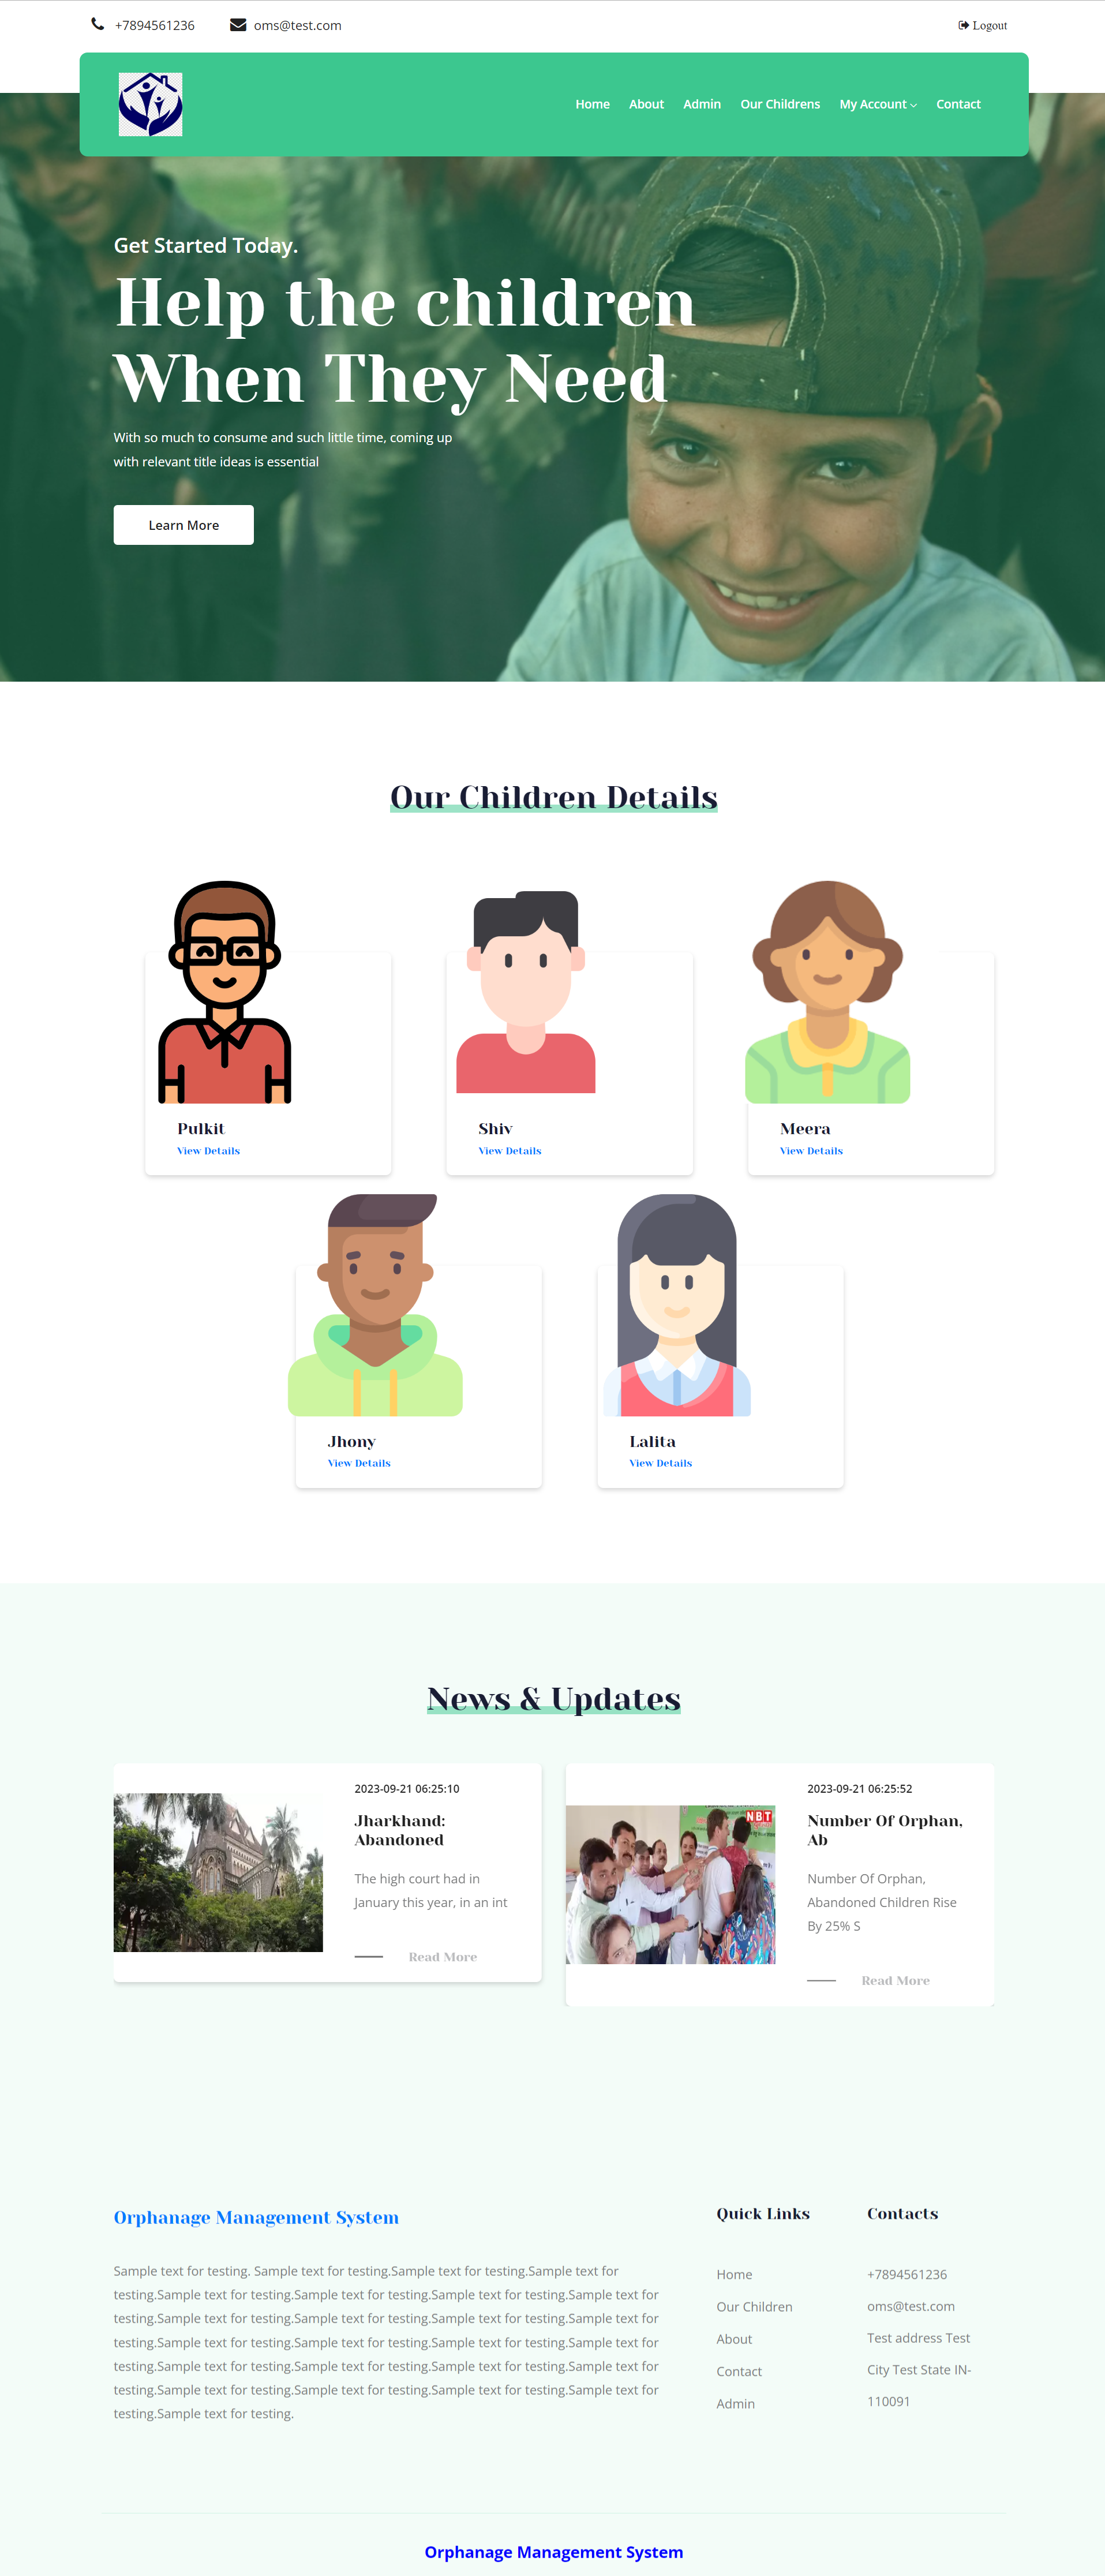 +7894561236
oms@test.com
Logout
Home
About
Admin
Our Childrens
My Account
Contact
Get Started Today.
Help the children
When They Need
With so much to consume and such little time, coming up
with relevant title ideas is essential
Learn More
Our Children Details
Pulkit
View Details
Shiv
View Details
Meera
View Details
Jhony
View Details
Lalita
View Details
News & Updates
2023-09-21 06:25:10
Jharkhand:
Abandoned
The high court had in
January this year, in an int
Read More
NBT
2023-09-21 06:25:52
Number Of Orphan,
Ab
Number Of Orphan,
Abandoned Children Rise
By 25% S
Read More
Orphanage Management System
Sample text for testing. Sample text for testing.Sample text for testing.Sample text for
testing.Sample text for testing.Sample text for testing.Sample text for testing.Sample text for
testing.Sample text for testing.Sample text for testing.Sample text for testing.Sample text for
testing.Sample text for testing.Sample text for testing.Sample text for testing.Sample text for
testing.Sample text for testing.Sample text for testing.Sample text for testing.Sample text for
testing.Sample text for testing.Sample text for testing.Sample text for testing.Sample text for
testing.Sample text for testing.
Quick Links
Home
Our Children
About
Contact
Admin
Contacts
+7894561236
oms@test.com
Test address Test
City Test State IN-
110091
Orphanage Management System